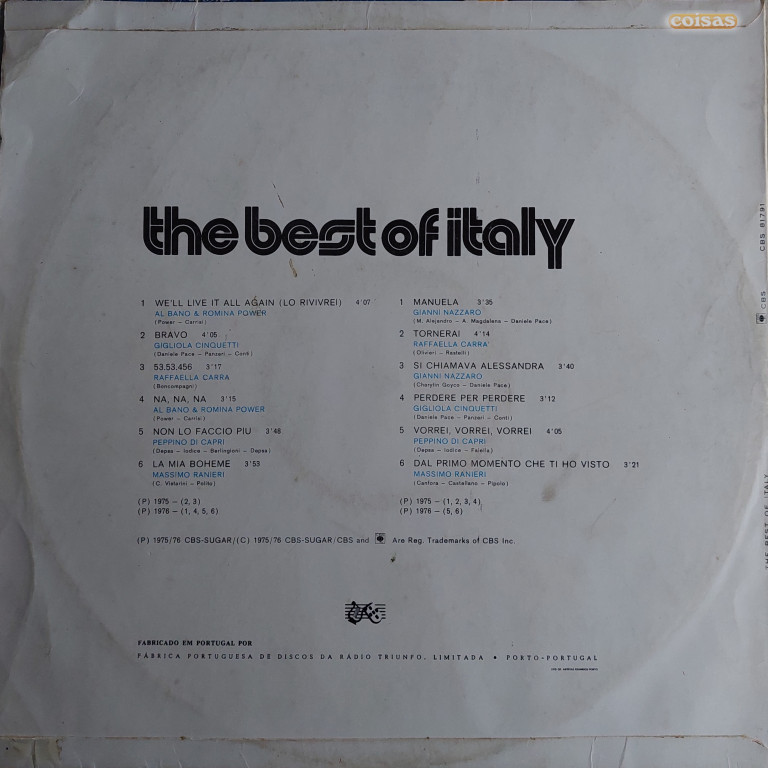 coisas
the best of italy
1 WE'LL LIVE IT ALL AGAIN (LO RIVIVREI) 4'07
AL BANO & ROMINA POWER
(Power – Carrisi)
2 BRAVO 4'05
GIGLIOLA CINQUETTI
(Daniele Pace – Panzeri – Conti)
3 53.53.456 3'17
RAFFAELLA CARRA
(Boncompagni)
4 NA, NA, NA 3'15
AL BANO & ROMINA POWER
(Power – Carrisi)
5 NON LO FACCIO PIU 3'48
PEPPINO DI CAPRI
(Depsa – Iodice – Berlingioni – Depsa)
6 LA MIA BOHEME 3'53
MASSIMO RANIERI
(C. Vistarini – Petite)
(P) 1975 – (2, 3)
(P) 1976 – (1, 4, 5, 6)
1 MANUELA 3'35
GIANNI NAZZARO
(M. Alejandro – A. Magdalena – Daniele Pace)
2 TORNERAI 4'14
RAFFAELLA CARRA'
(Olivieri – Rastelli)
3 SI CHIAMAVA ALESSANDRA 3'40
GIANNI NAZZARO
(Charytin Goyco – Daniele Pace)
4 PERDERE PER PERDERE 3'12
GIGLIOLA CINQUETTI
(Daniele Pace – Panzeri – Conti)
5 VORREI, VORREI, VORREI 4'05
PEPPINO DI CAPRI
(Depsa – Iodice – Faiella)
6 DAL PRIMO MOMENTO CHE TI HO VISTO 3'21
MASSIMO RANIERI
(Canfora – Castellano – Pipolo)
(P) 1975 – (1, 2, 3, 4)
(P) 1976 – (5, 6)
(P) 1975/76 CBS-SUGAR/(C) 1975/76 CBS-SUGAR/CBS and Are Reg. Trademarks of CBS Inc.
FABRICADO EM PORTUGAL POR
FÁBRICA PORTUGUESA DE DISCOS DA RÁDIO TRIUNFO, LIMITADA • PORTO-PORTUGAL
CBS 81791
CBS
THE BEST OF ITALY